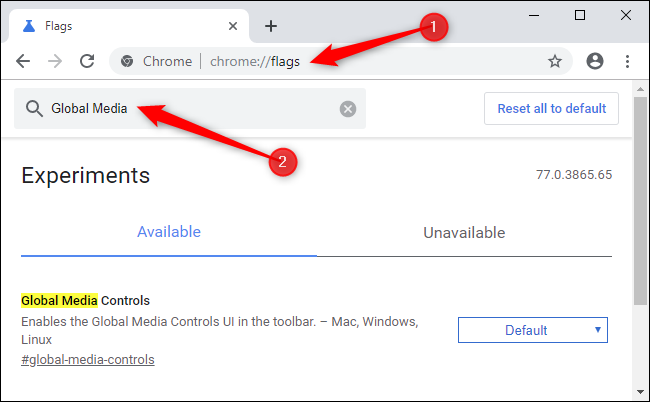 Flags
1
Chrome chrome://flags
Global Media
Reset all to default
2
Experiments
77.0.3865.65
Available
Unavailable
Global Media Controls
Enables the Global Media Controls UI in the toolbar. – Mac, Windows,
Linux
Default
#global-media-controls